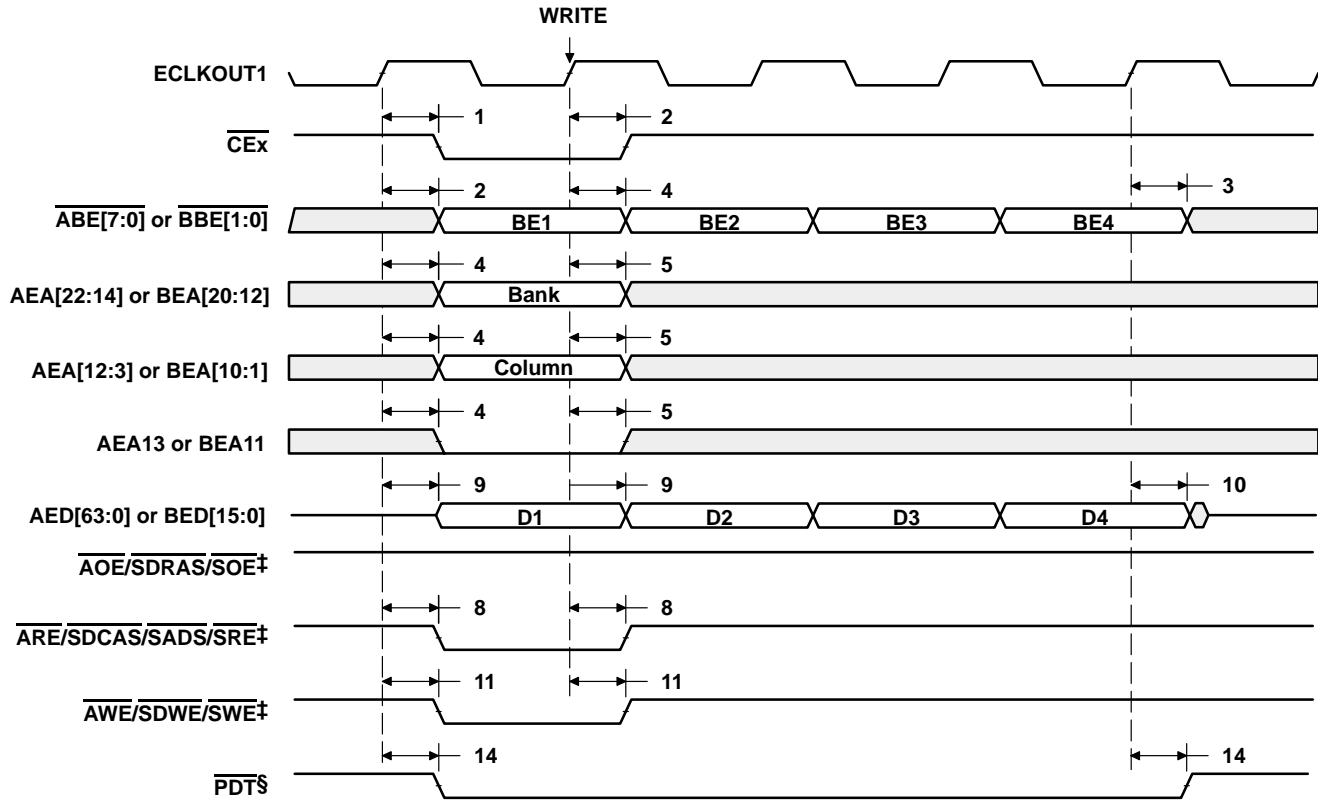 WRITE
ECLKOUT1
1 2
CEx
2 4 3
ABE[7:0] or BBE[1:0] BE1 BE2 BE3 BE4
4 5
AEA[22:14] or BEA[20:12] Bank
4 5
AEA[12:3] or BEA[10:1] Column
4 5
AEA13 or BEA11
9 9 10
AED[63:0] or BED[15:0] D1 D2 D3 D4
AOE/SDRAS/SOE‡
8 8
ARE/SDCAS/SADS/SRE‡
11 11
AWE/SDWE/SWE‡
14 14
PDT§